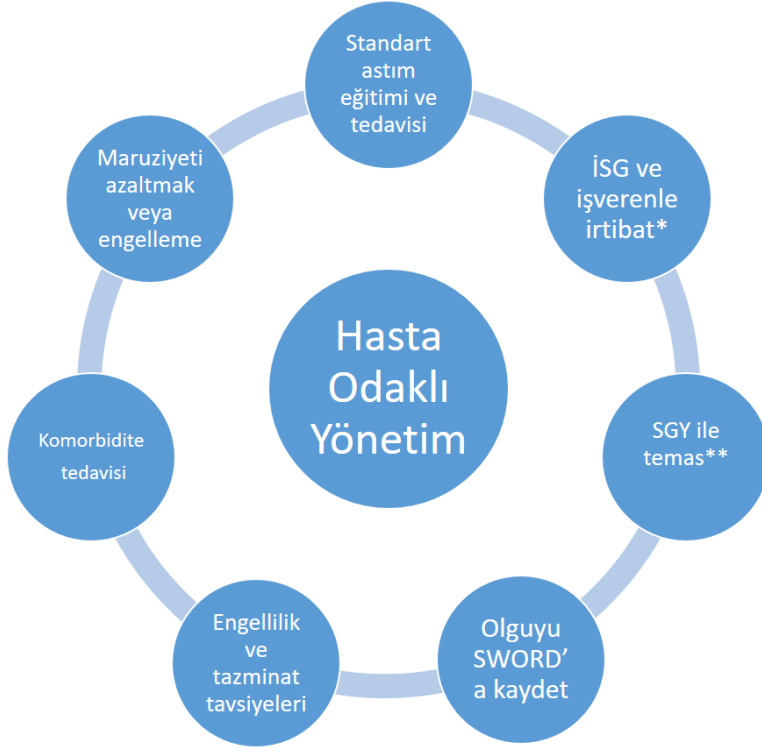 Standart
astım
eğitimi ve
tedavisi
İSG ve
işverenle
irtibat*
SGY ile
temas**
Olguyu
SWORD’
a kaydet
Engellilik
ve
tazminat
tavsiyeleri
Komorbidite
tedavisi
Maruziyeti
azaltmak
veya
engelleme
Hasta
Odaklı
Yönetim